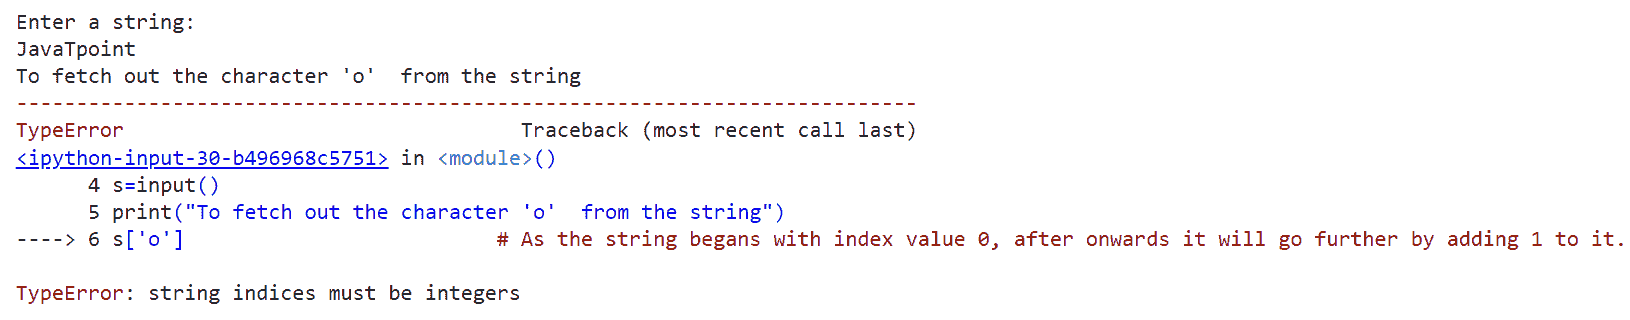 Enter a string:
JavaTpoint
To fetch out the character 'o'  from the string
---------------------------------------------------------------------------
TypeError                                 Traceback (most recent call last)
<ipython-input-30-b496968c5751> in <module>()
      4 s=input()
      5 print("To fetch out the character 'o'  from the string")
----> 6 s['o']                          # As the string begans with index value 0, after onwards it will go further by adding 1 to it.
TypeError: string indices must be integers